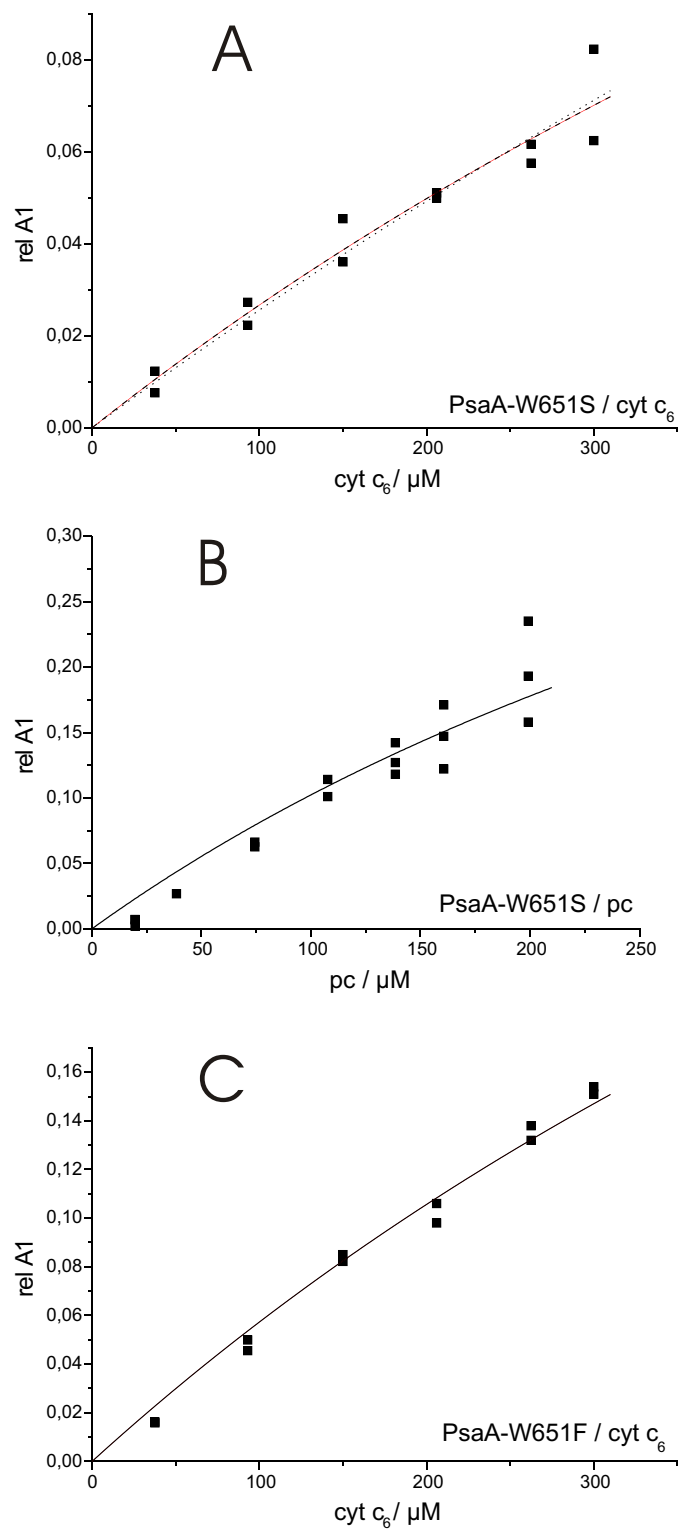 A
0,08
0,06
rel A1
0,04
0,02
0,00
PsaA-W651S / cyt c6
0 100 200 300
cyt c6/ µM
0,30
B
0,25
0,20
rel A1
0,15
0,10
0,05
PsaA-W651S / pc
0,00
0 50 100 150 200 250
pc / µM
0,16
C
0,14
0,12
0,10
rel A1
0,08
0,06
0,04
0,02
PsaA-W651F / cyt c6
0,00
0 100 200 300
cyt c6/ µM